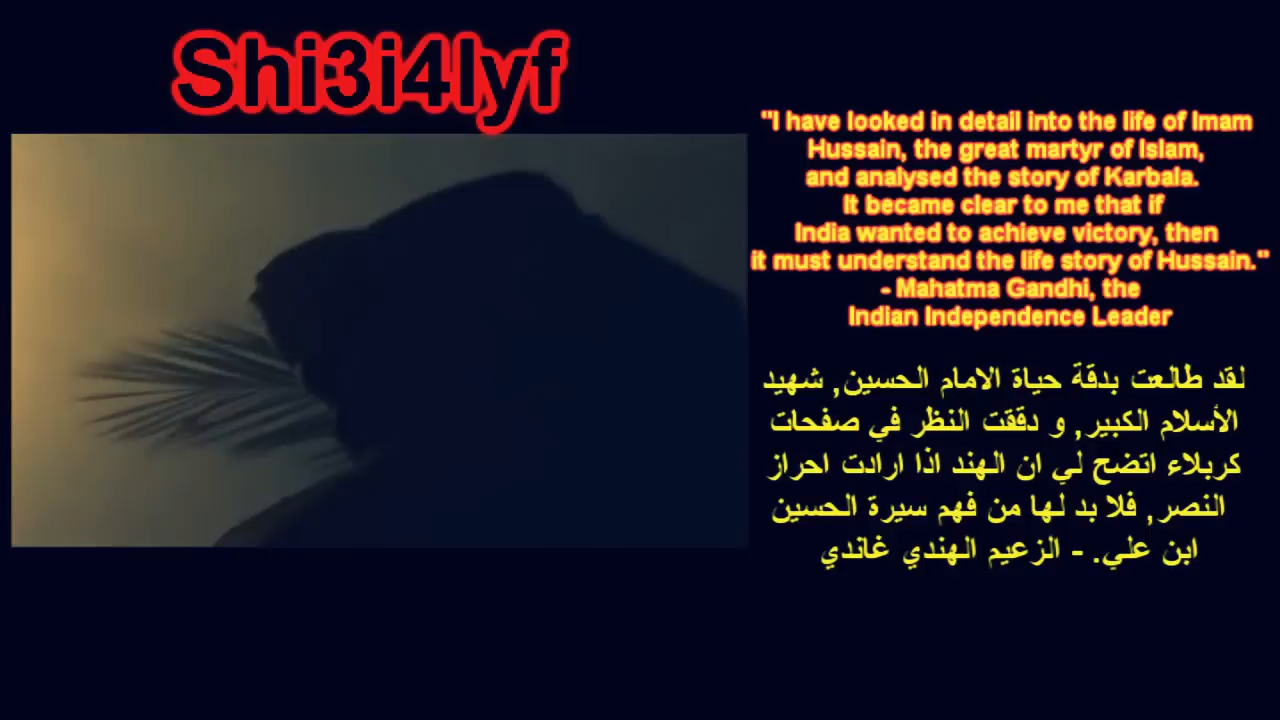 Shi3i4lyf
"I have looked in detail into the life of Imam
Hussain, the great martyr of Islam,
and analysed the story of Karbala.
It became clear to me that if
India wanted to achieve victory, then
it must understand the life story of Hussain."
- Mahatma Gandhi, the
Indian Independence Leader
لقد طالعت بدقة حياة الامام الحسين, شهيد
الأسلام الكبير, و دققت النظر في صفحات
كربلاء اتضح لي ان الهند اذا ارادت احراز
النصر, فلا بد لها من فهم سيرة الحسين
ابن علي. - الزعيم الهندي غاندي